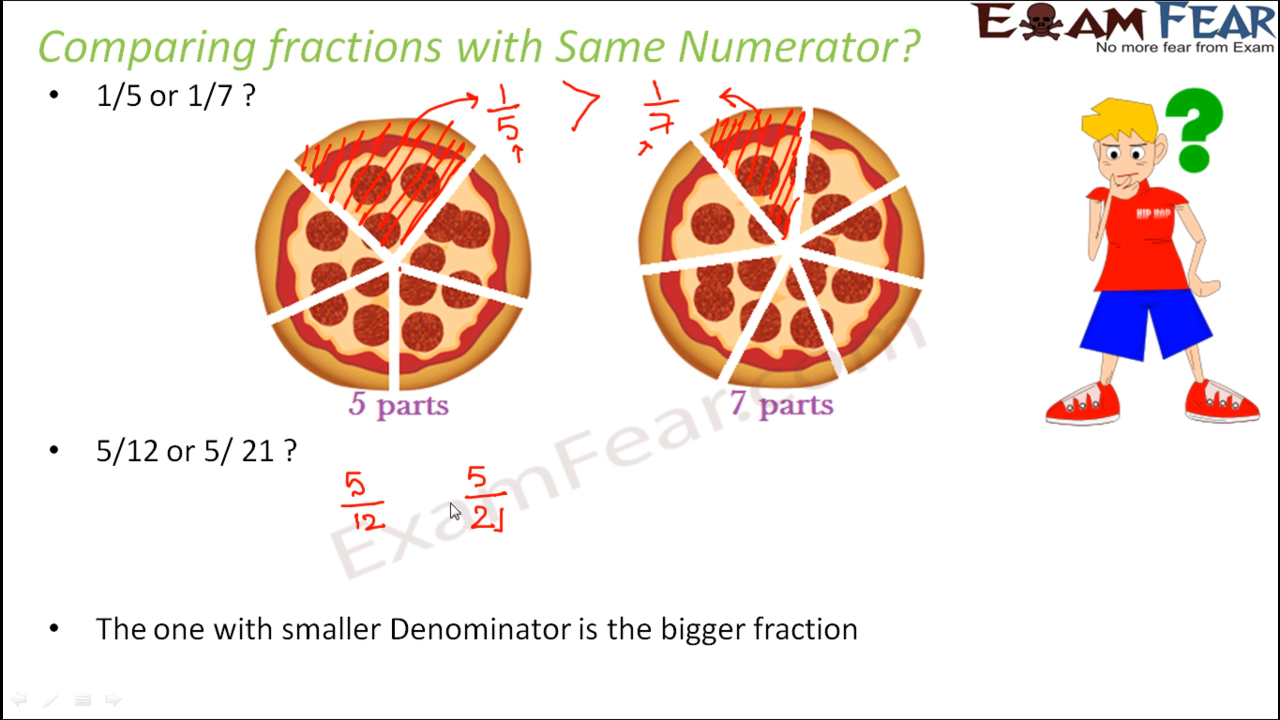 Comparing fractions with Same Numerator?
EXAM FEAR
No more fear from Exam
• 1/5 or 1/7 ?
1/5 > 1/7
HIP HOP
5 parts
7 parts
• 5/12 or 5/ 21 ?
5/12 5/21
ExamFear.com
• The one with smaller Denominator is the bigger fraction